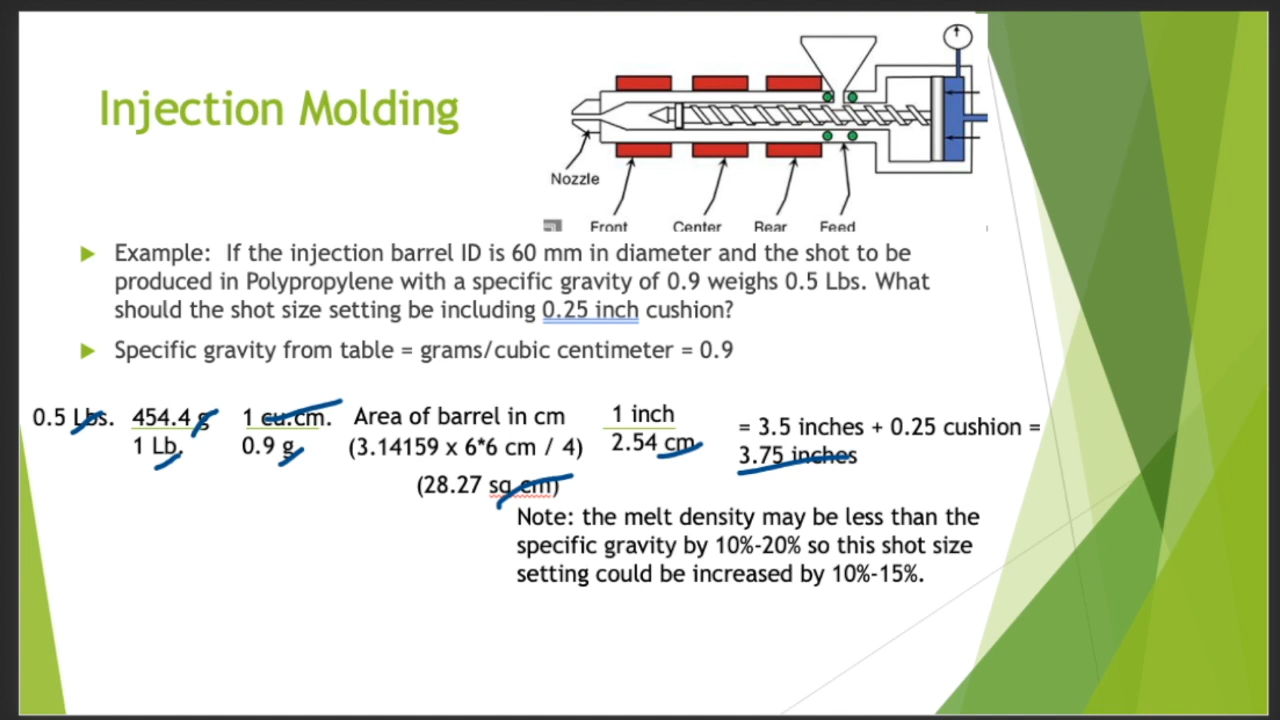 Injection Molding
Nozzle
Front Center Rear Feed
Example: If the injection barrel ID is 60 mm in diameter and the shot to be
produced in Polypropylene with a specific gravity of 0.9 weighs 0.5 Lbs. What
should the shot size setting be including 0.25 inch cushion?
Specific gravity from table = grams/cubic centimeter = 0.9
0.5 Lbs. 454.4 g 1 cu.cm. Area of barrel in cm 1 inch
1 Lb. 0.9 g (3.14159 x 6*6 cm / 4) 2.54 cm
= 3.5 inches + 0.25 cushion =
3.75 inches
(28.27 sq cm)
Note: the melt density may be less than the
specific gravity by 10%-20% so this shot size
setting could be increased by 10%-15%.